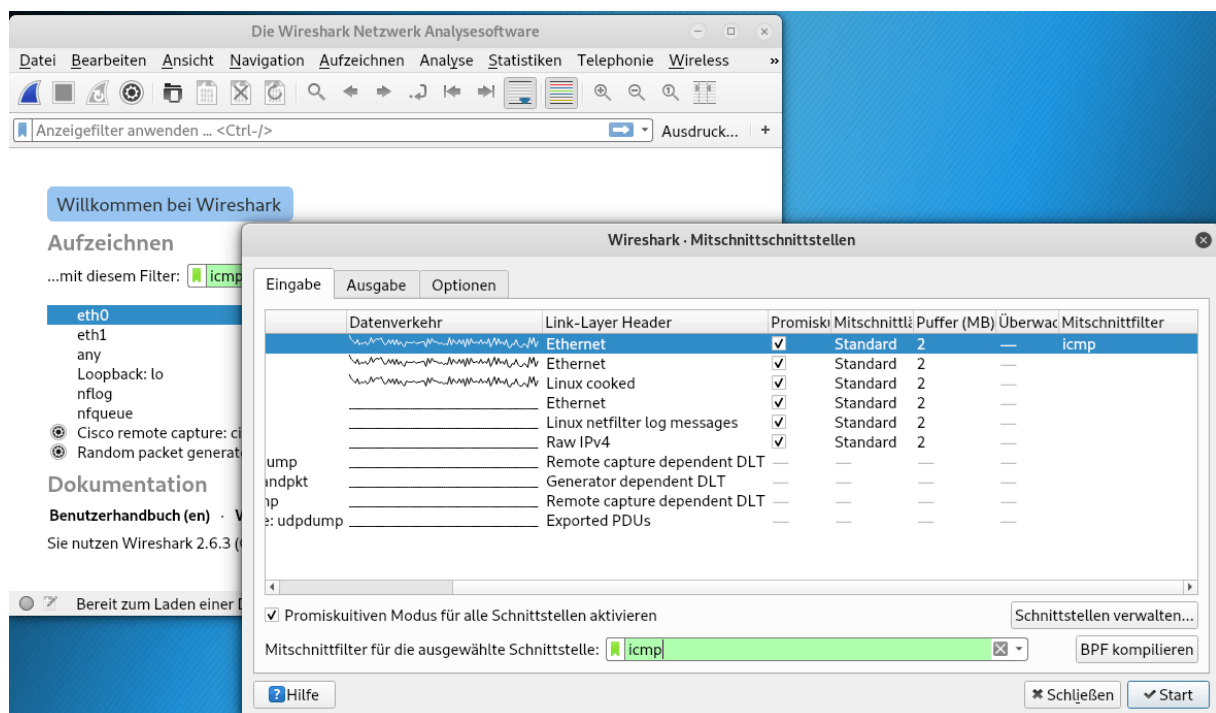 Die Wireshark Netzwerk Analysesoftware
Datei Bearbeiten Ansicht Navigation Aufzeichnen Analyse Statistiken Telephonie Wireless »
Anzeigefilter anwenden ... <Ctrl-/> Ausdruck... +
Willkommen bei Wireshark
Aufzeichnen
...mit diesem Filter: icmp
eth0
eth1
any
Loopback: lo
nflog
nfqueue
Cisco remote capture: ci
Random packet generat
Dokumentation
Benutzerhandbuch (en) ·
Sie nutzen Wireshark 2.6.3 (
Bereit zum Laden einer
Wireshark · Mitschnittschnittstellen
Eingabe Ausgabe Optionen
Datenverkehr Link-Layer Header Promisk Mitschnittlä Puffer (MB) Überwac Mitschnittfilter
Ethernet Standard 2 — icmp
Ethernet Standard 2 —
Linux cooked Standard 2 —
Ethernet Standard 2 —
Linux netfilter log messages Standard 2 —
Raw IPv4 Standard 2 —
ump Remote capture dependent DLT — — — —
andpkt Generator dependent DLT — — — —
np Remote capture dependent DLT — — — —
e: udpdump Exported PDUs — — — —
Promiskuitiven Modus für alle Schnittstellen aktivieren
Schnittstellen verwalten...
Mitschnittfilter für die ausgewählte Schnittstelle: icmp
BPF kompilieren
Hilfe
Schließen Start